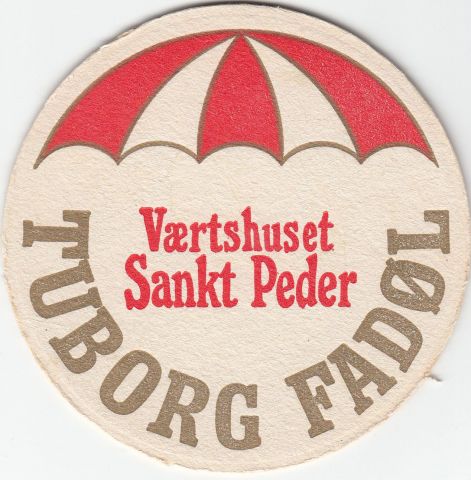 Værtshuset
Sankt Peder
TUBORG FADØL